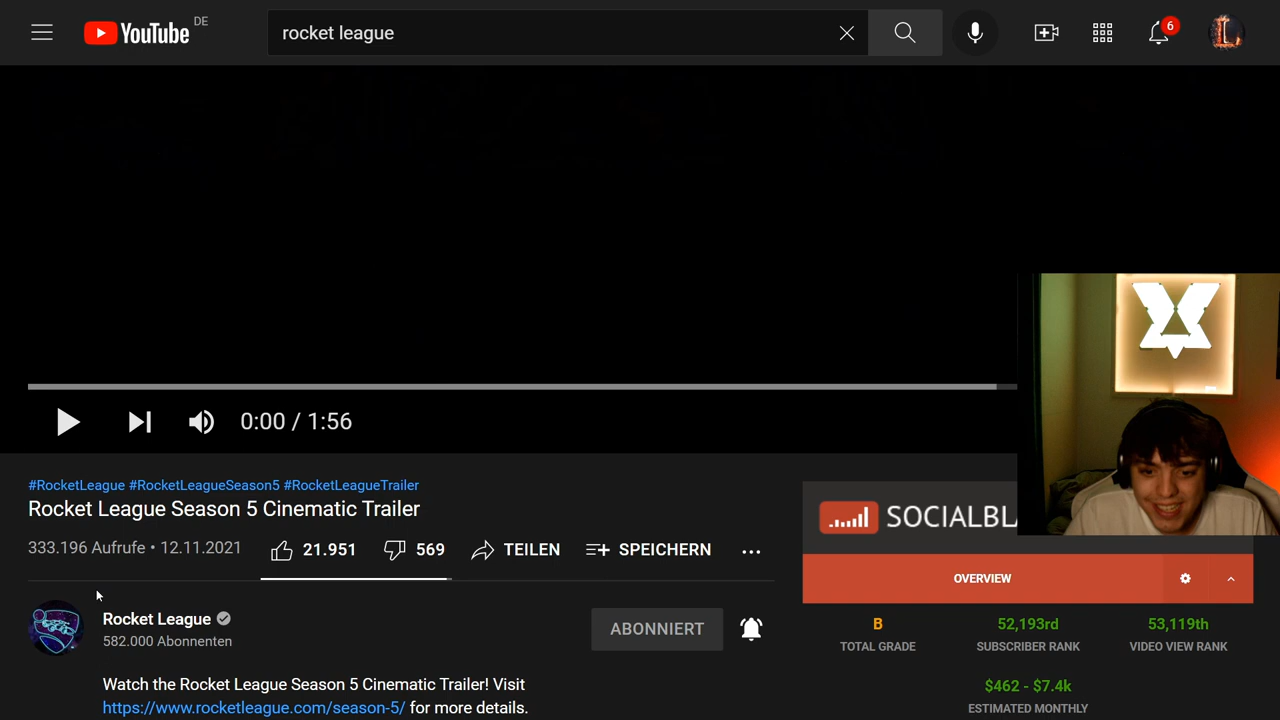 YouTube DE
rocket league
6
0:00 / 1:56
#RocketLeague #RocketLeagueSeason5 #RocketLeagueTrailer
Rocket League Season 5 Cinematic Trailer
333.196 Aufrufe • 12.11.2021
21.951
569
TEILEN
SPEICHERN
Rocket League
582.000 Abonnenten
ABONNIERT
Watch the Rocket League Season 5 Cinematic Trailer! Visit
https://www.rocketleague.com/season-5/ for more details.
SOCIALBL
OVERVIEW
B
TOTAL GRADE
52,193rd
SUBSCRIBER RANK
53,119th
VIDEO VIEW RANK
$462 - $7.4k
ESTIMATED MONTHLY